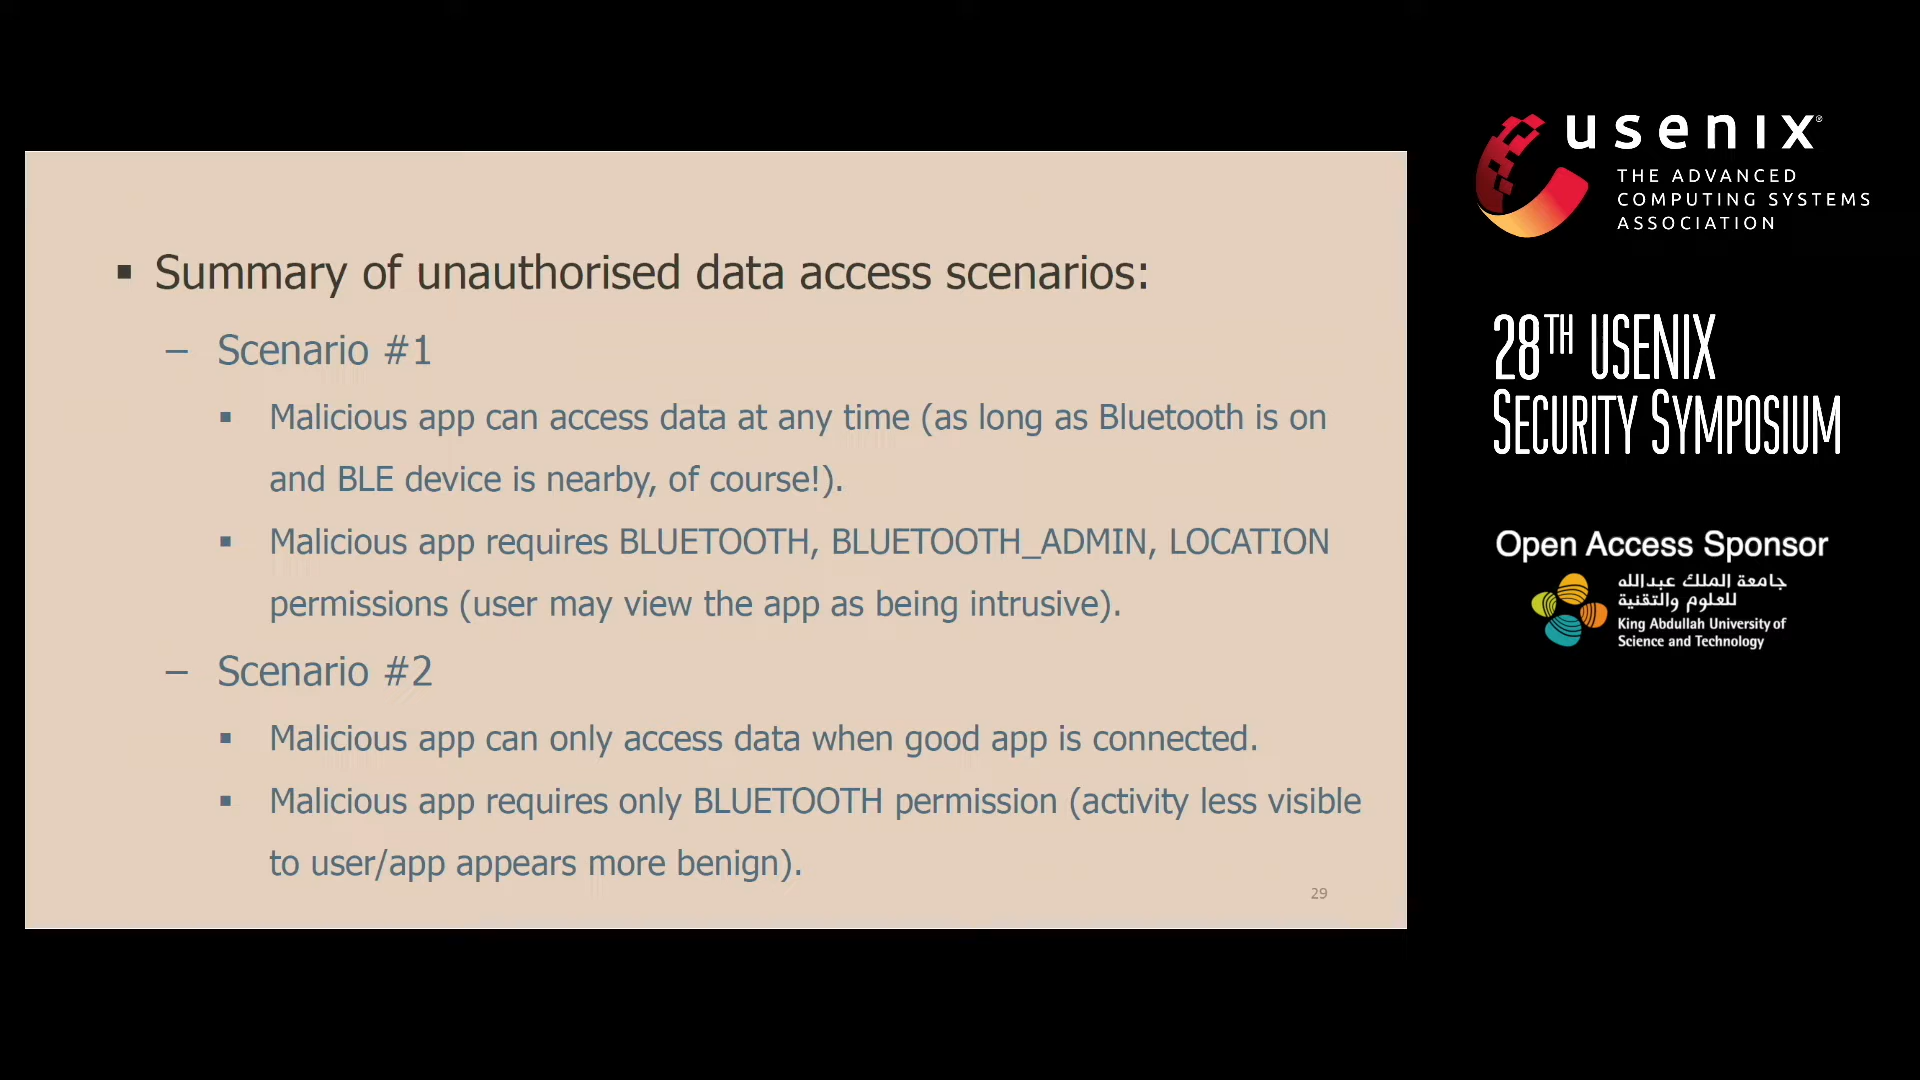 ▪ Summary of unauthorised data access scenarios:
– Scenario #1
▪ Malicious app can access data at any time (as long as Bluetooth is on
and BLE device is nearby, of course!).
▪ Malicious app requires BLUETOOTH, BLUETOOTH_ADMIN, LOCATION
permissions (user may view the app as being intrusive).
– Scenario #2
▪ Malicious app can only access data when good app is connected.
▪ Malicious app requires only BLUETOOTH permission (activity less visible
to user/app appears more benign).
29
usenix®
THE ADVANCED
COMPUTING SYSTEMS
ASSOCIATION
28TH USENIX
SECURITY SYMPOSIUM
Open Access Sponsor
جامعة الملك عبدالله
للعلوم والتقنية
King Abdullah University of
Science and Technology